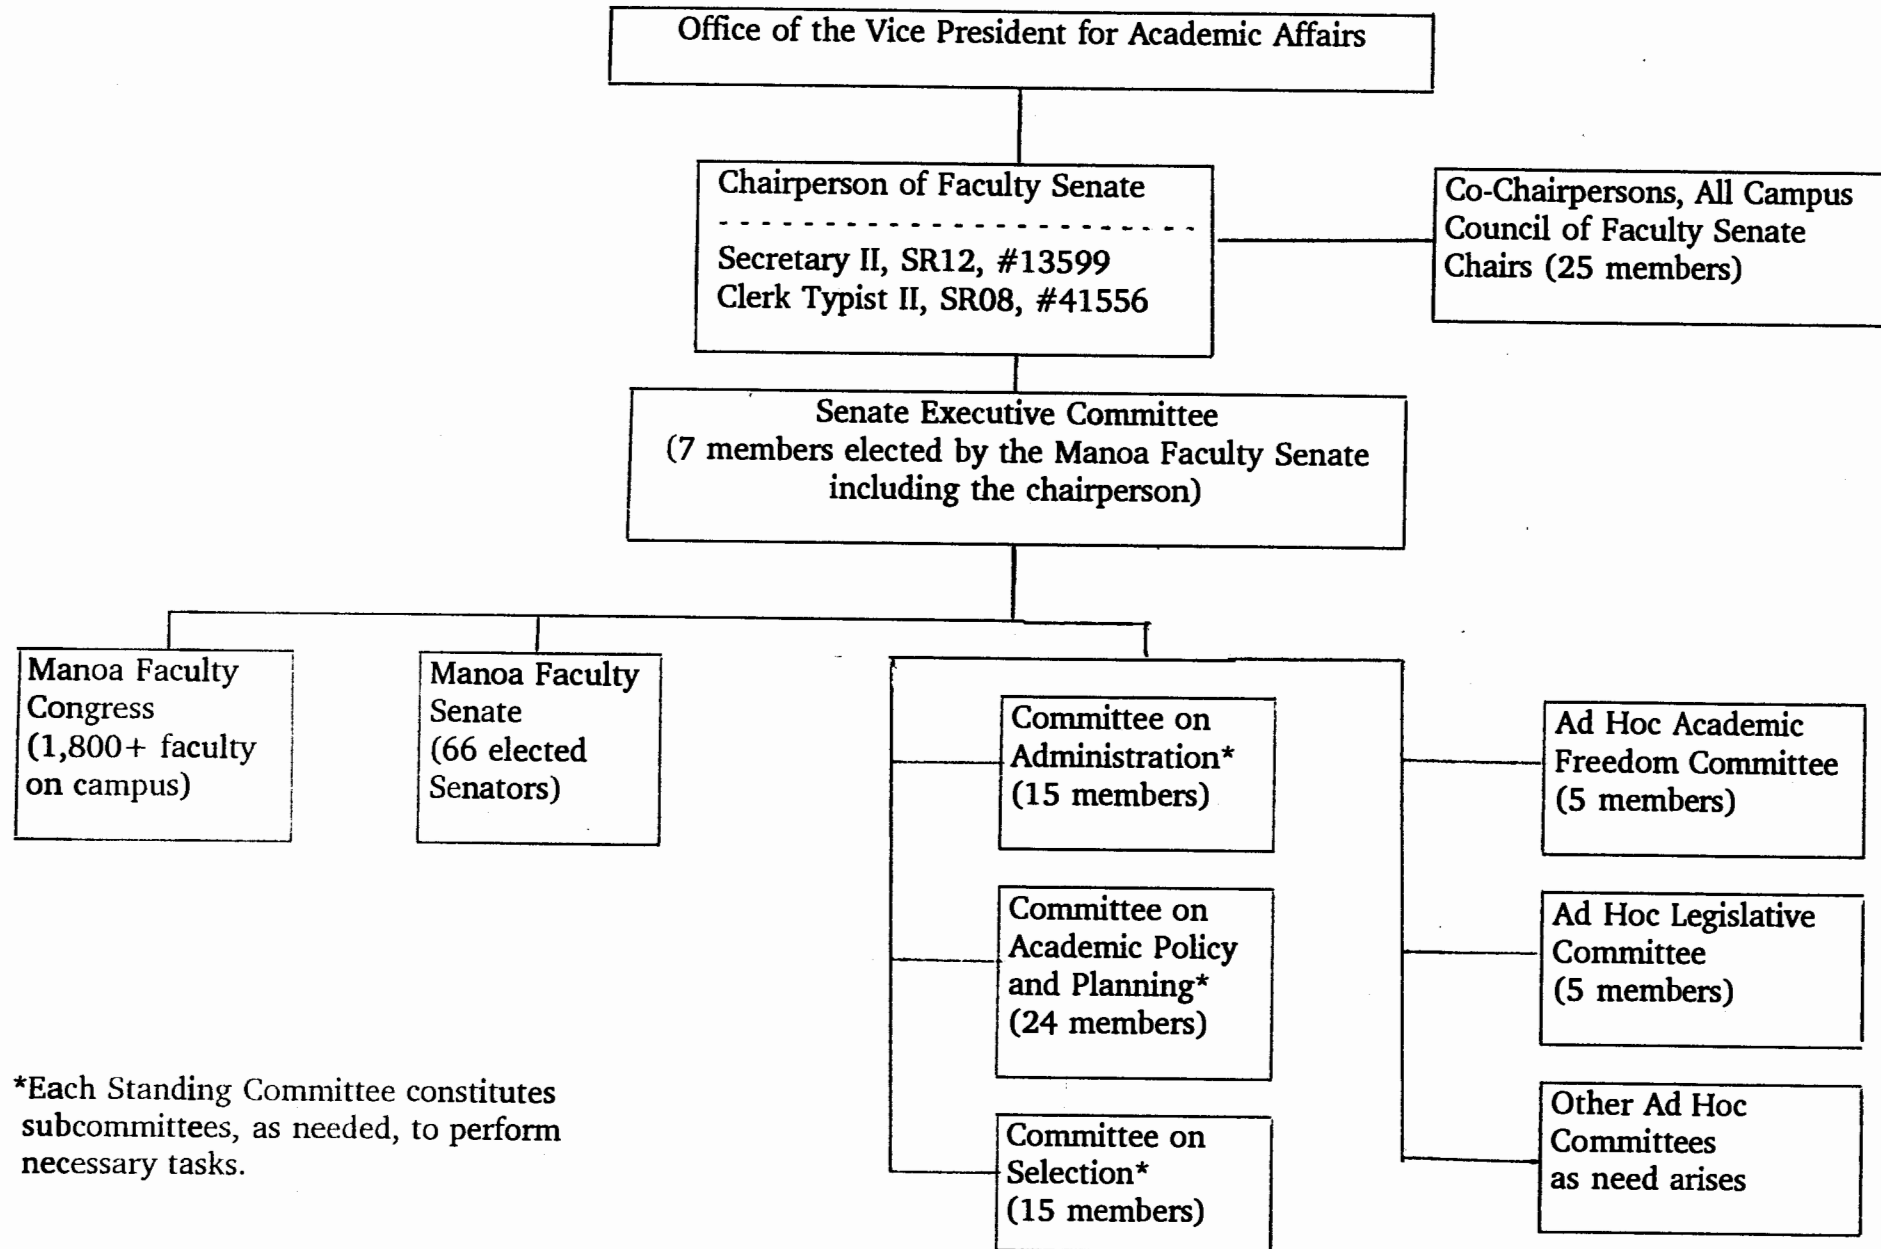 Office of the Vice President for Academic Affairs
Chairperson of Faculty Senate
Secretary II, SR12, #13599
Clerk Typist II, SR08, #41556
Co-Chairpersons, All Campus
Council of Faculty Senate
Chairs (25 members)
Senate Executive Committee
(7 members elected by the Manoa Faculty Senate
including the chairperson)
Manoa Faculty
Congress
(1,800+ faculty
on campus)
Manoa Faculty
Senate
(66 elected
Senators)
Committee on
Administration*
(15 members)
Committee on
Academic Policy
and Planning*
(24 members)
Committee on
Selection*
(15 members)
Ad Hoc Academic
Freedom Committee
(5 members)
Ad Hoc Legislative
Committee
(5 members)
Other Ad Hoc
Committees
as need arises
*Each Standing Committee constitutes
subcommittees, as needed, to perform
necessary tasks.